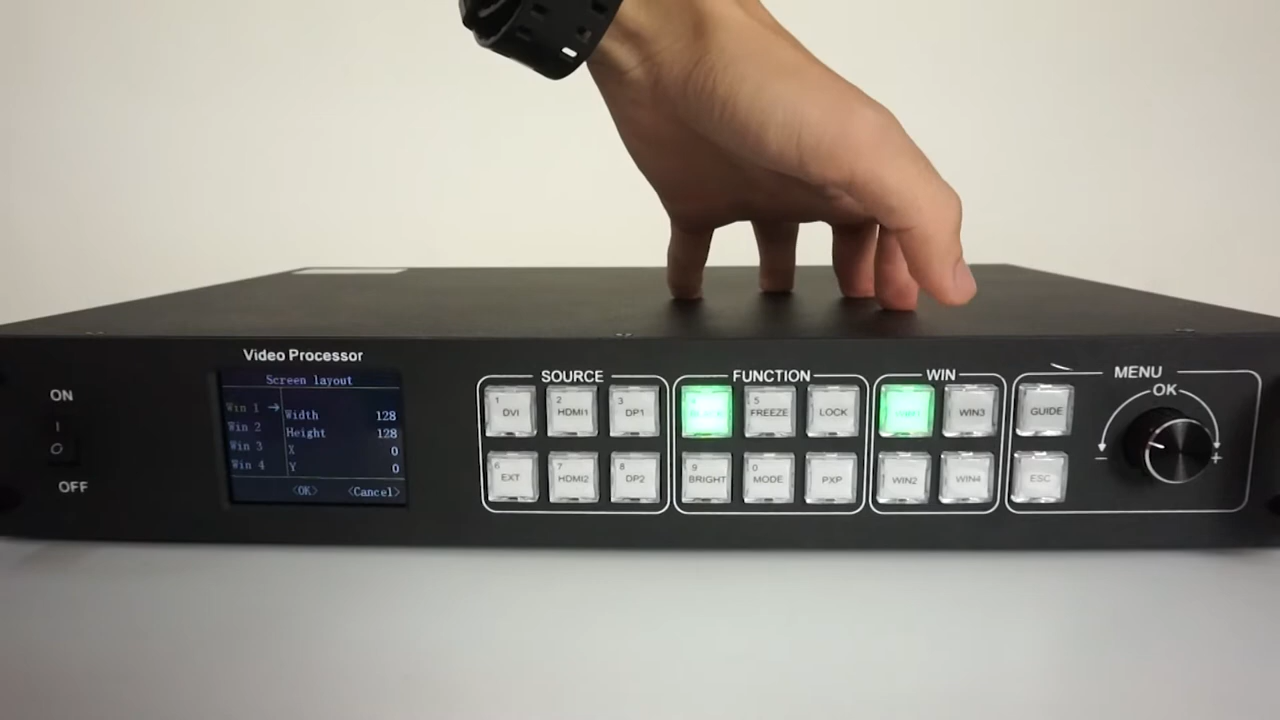 Video Processor
ON
I
O
OFF
Screen layout
Win 1 → Width 128
Win 2 Height 128
Win 3 X 0
Win 4 Y 0
<OK> <Cancel>
SOURCE
1 DVI
2 HDMI1
3 DP1
6 EXT
7 HDMI2
8 DP2
FUNCTION
5 FREEZE
LOCK
9 BRIGHT
0 MODE
PXP
WIN
WIN3
WIN2
WIN4
MENU
GUIDE
ESC
OK
− +